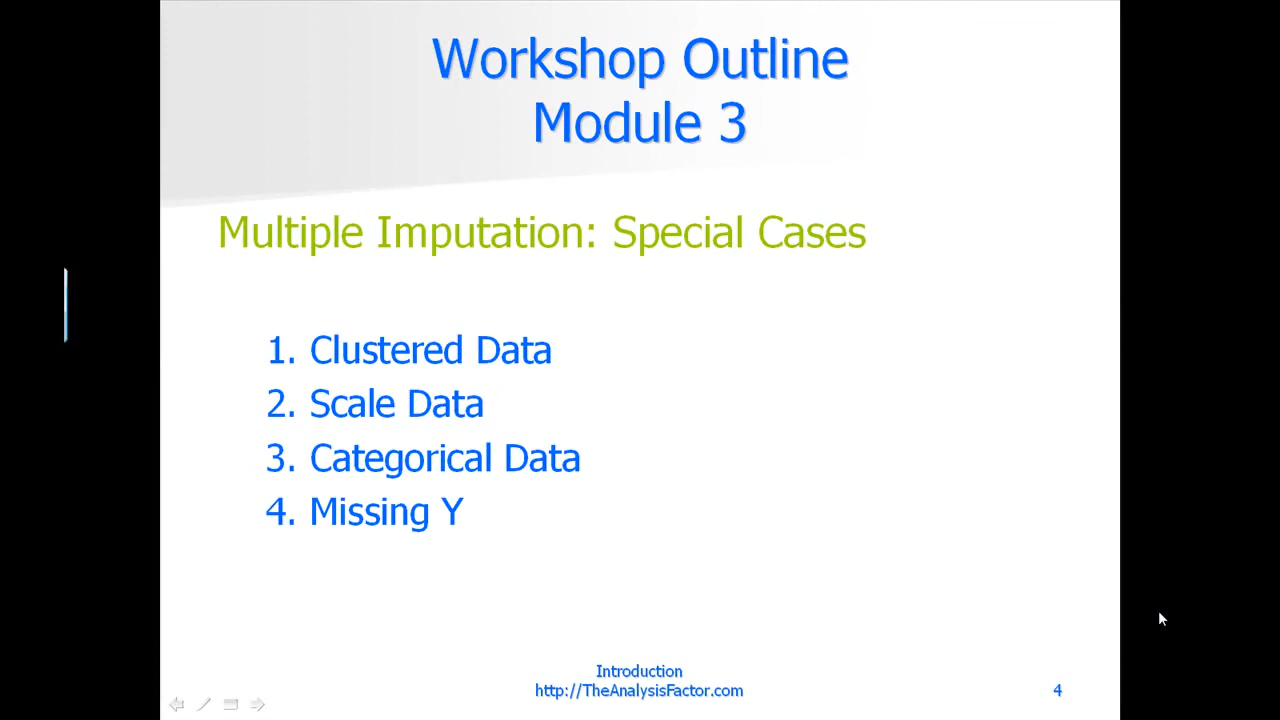 Workshop Outline
Module 3
Multiple Imputation: Special Cases
1. Clustered Data
2. Scale Data
3. Categorical Data
4. Missing Y
Introduction
http://TheAnalysisFactor.com
4